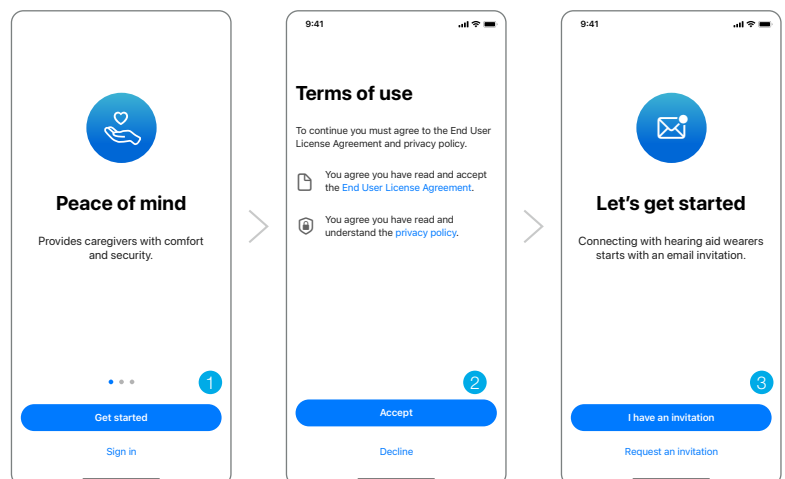 Peace of mind
Provides caregivers with comfort
and security.
1
Get started
Sign in
9:41
Terms of use
To continue you must agree to the End User
License Agreement and privacy policy.
You agree you have read and accept
the End User License Agreement.
You agree you have read and
understand the privacy policy.
2
Accept
Decline
9:41
Let’s get started
Connecting with hearing aid wearers
starts with an email invitation.
3
I have an invitation
Request an invitation